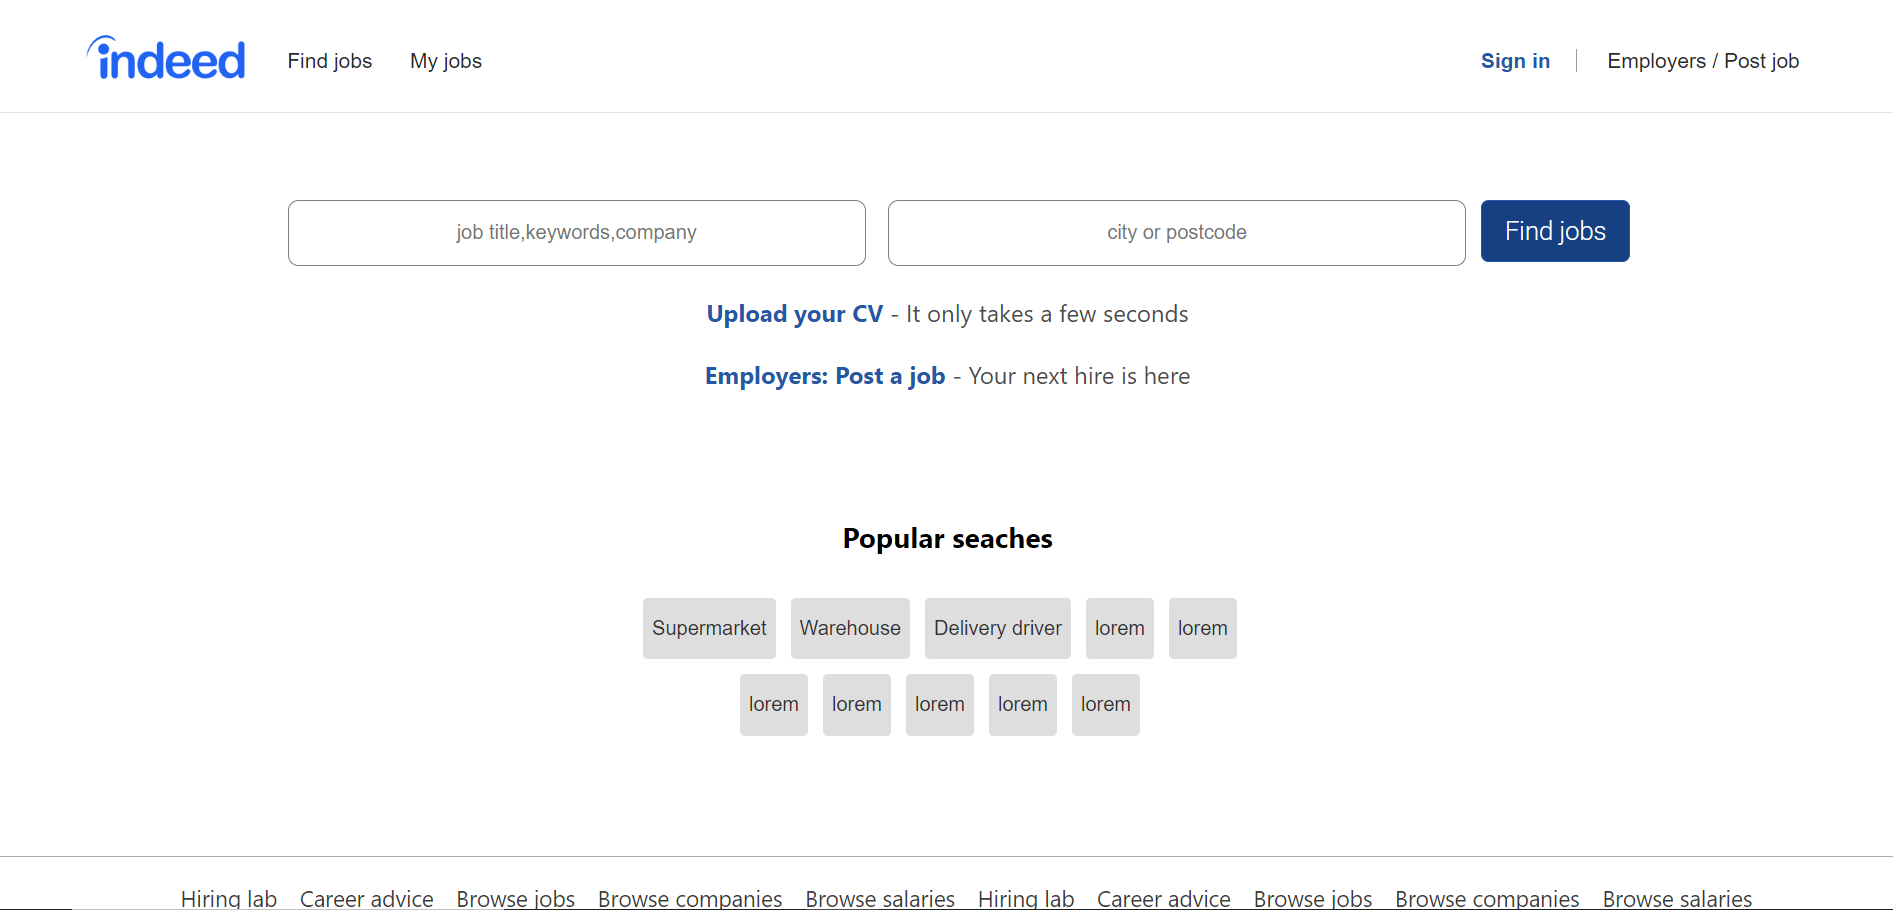 indeed Find jobs My jobs Sign in Employers / Post job
job title,keywords,company city or postcode Find jobs
Upload your CV - It only takes a few seconds
Employers: Post a job - Your next hire is here
Popular seaches
Supermarket Warehouse Delivery driver lorem lorem
lorem lorem lorem lorem lorem
Hiring lab Career advice Browse jobs Browse companies Browse salaries Hiring lab Career advice Browse jobs Browse companies Browse salaries